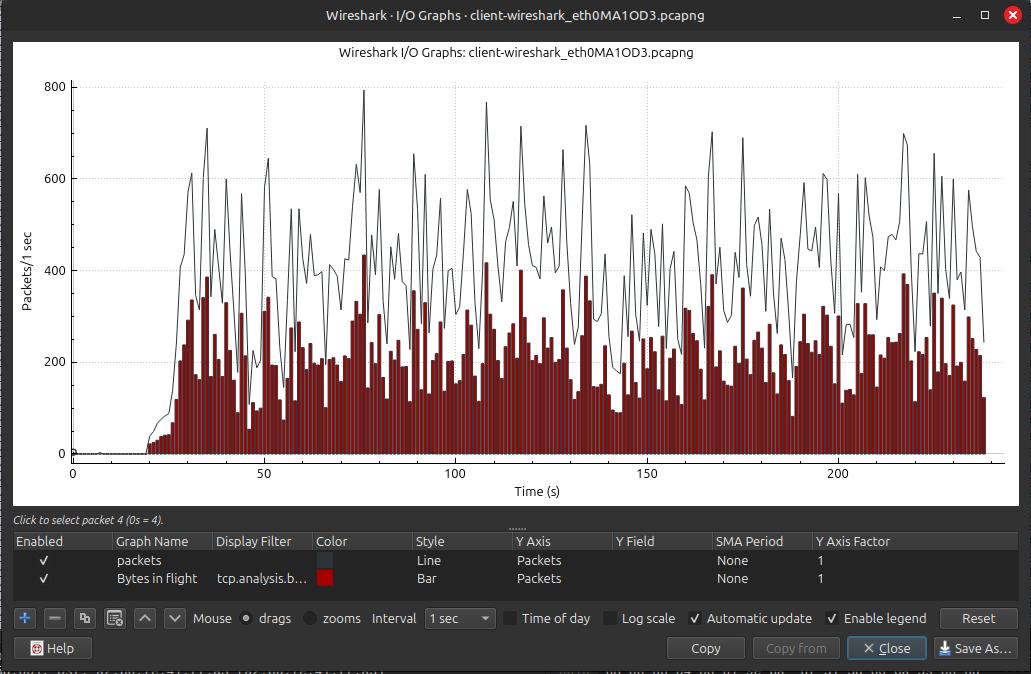 Wireshark · I/O Graphs · client-wireshark_eth0MA1OD3.pcapng
Wireshark I/O Graphs: client-wireshark_eth0MA1OD3.pcapng
800
600
400
200
0
Packets/1 sec
0 50 100 150 200
Time (s)
Click to select packet 4 (0s = 4).
Enabled Graph Name Display Filter Color Style Y Axis Y Field SMA Period Y Axis Factor
✓ packets Line Packets None 1
✓ Bytes in flight tcp.analysis.b... Bar Packets None 1
Mouse drags zooms Interval 1 sec Time of day Log scale ✓ Automatic update ✓ Enable legend Reset
Help Copy Copy from Close Save As...